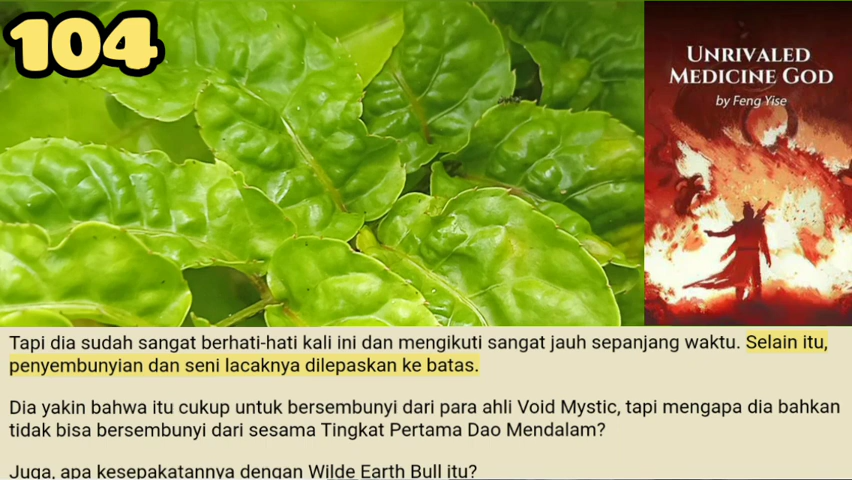 104
UNRIVALED
MEDICINE GOD
by Feng Yise
Tapi dia sudah sangat berhati-hati kali ini dan mengikuti sangat jauh sepanjang waktu. Selain itu,
penyembunyian dan seni lacaknya dilepaskan ke batas.
Dia yakin bahwa itu cukup untuk bersembunyi dari para ahli Void Mystic, tapi mengapa dia bahkan
tidak bisa bersembunyi dari sesama Tingkat Pertama Dao Mendalam?
Juga, apa kesepakatannya dengan Wilde Earth Bull itu?